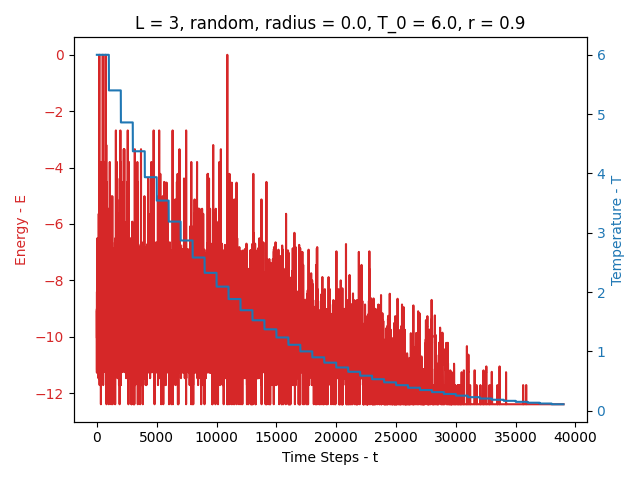 L = 3, random, radius = 0.0, T_0 = 6.0, r = 0.9
0
−2
−4
−6
−8
−10
−12
Energy - E
6
5
4
3
2
1
0
Temperature - T
0 5000 10000 15000 20000 25000 30000 35000 40000
Time Steps - t